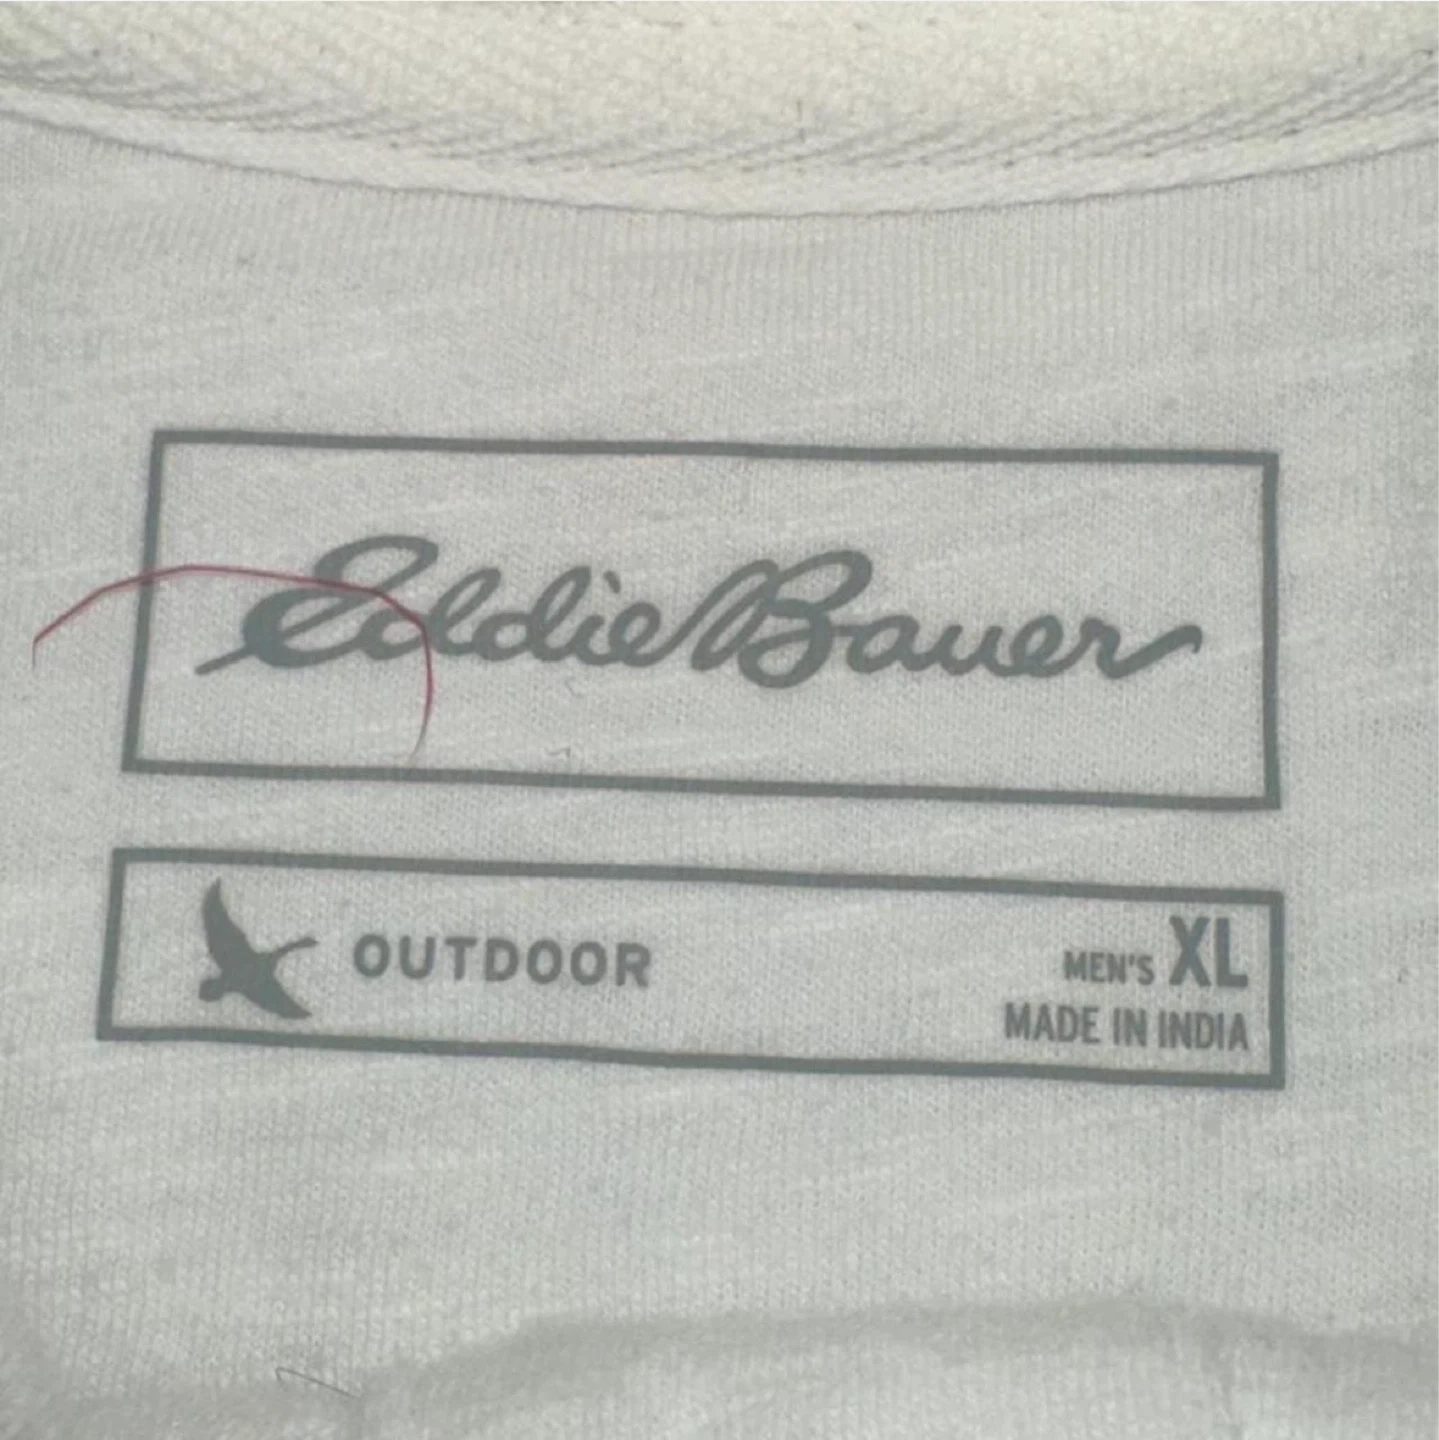 Eddie Bauer
OUTDOOR
MEN'S XL
MADE IN INDIA